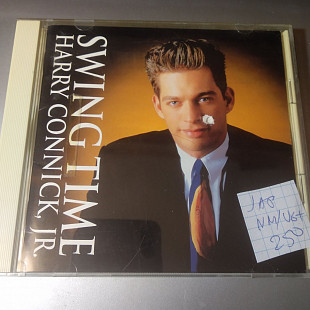 SWING TIME
HARRY CONNICK, JR.
JAP
NM/VG+
250